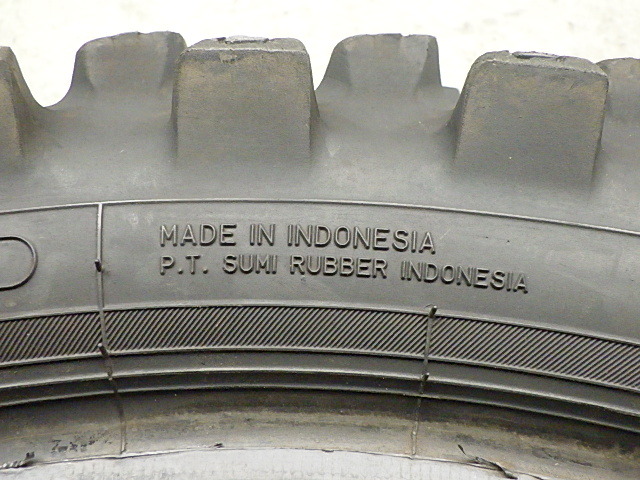 MADE IN INDONESIA
P.T. SUMI RUBBER INDONESIA